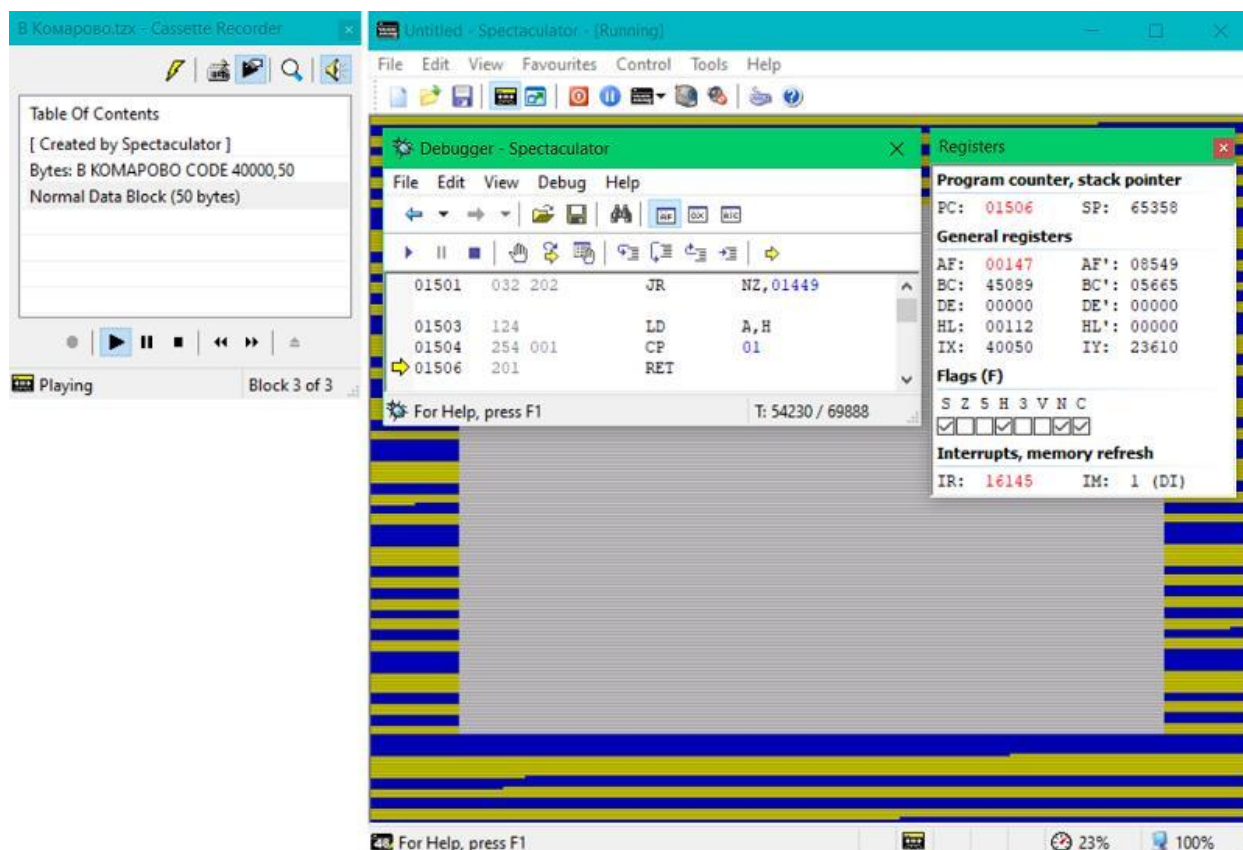 В Комарово.tzx - Cassette Recorder
Table Of Contents
[ Created by Spectaculator ]
Bytes: В КОМАРОВО CODE 40000,50
Normal Data Block (50 bytes)
Playing
Block 3 of 3
Untitled - Spectaculator - [Running]
File Edit View Favourites Control Tools Help
Debugger - Spectaculator
File Edit View Debug Help
01501 032 202 JR NZ,01449
01503 124 LD A,H
01504 254 001 CP 01
01506 201 RET
For Help, press F1
T: 54230 / 69888
Registers
Program counter, stack pointer
PC: 01506 SP: 65358
General registers
AF: 00147 AF': 08549
BC: 45089 BC': 05665
DE: 00000 DE': 00000
HL: 00112 HL': 00000
IX: 40050 IY: 23610
Flags (F)
S Z 5 H 3 V N C
Interrupts, memory refresh
IR: 16145 IM: 1 (DI)
48 For Help, press F1
23%
100%